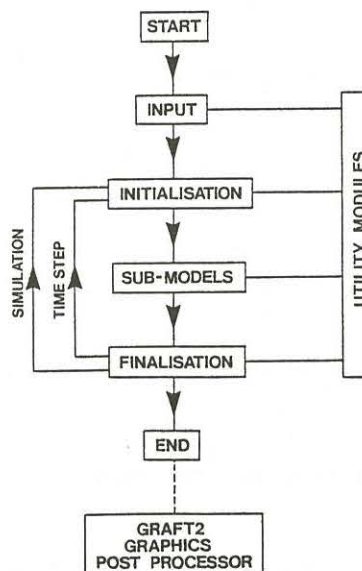 START
INPUT
INITIALISATION
SIMULATION
TIME STEP
SUB-MODELS
UTILITY MODULES
FINALISATION
END
GRAFT2
GRAPHICS
POST PROCESSOR